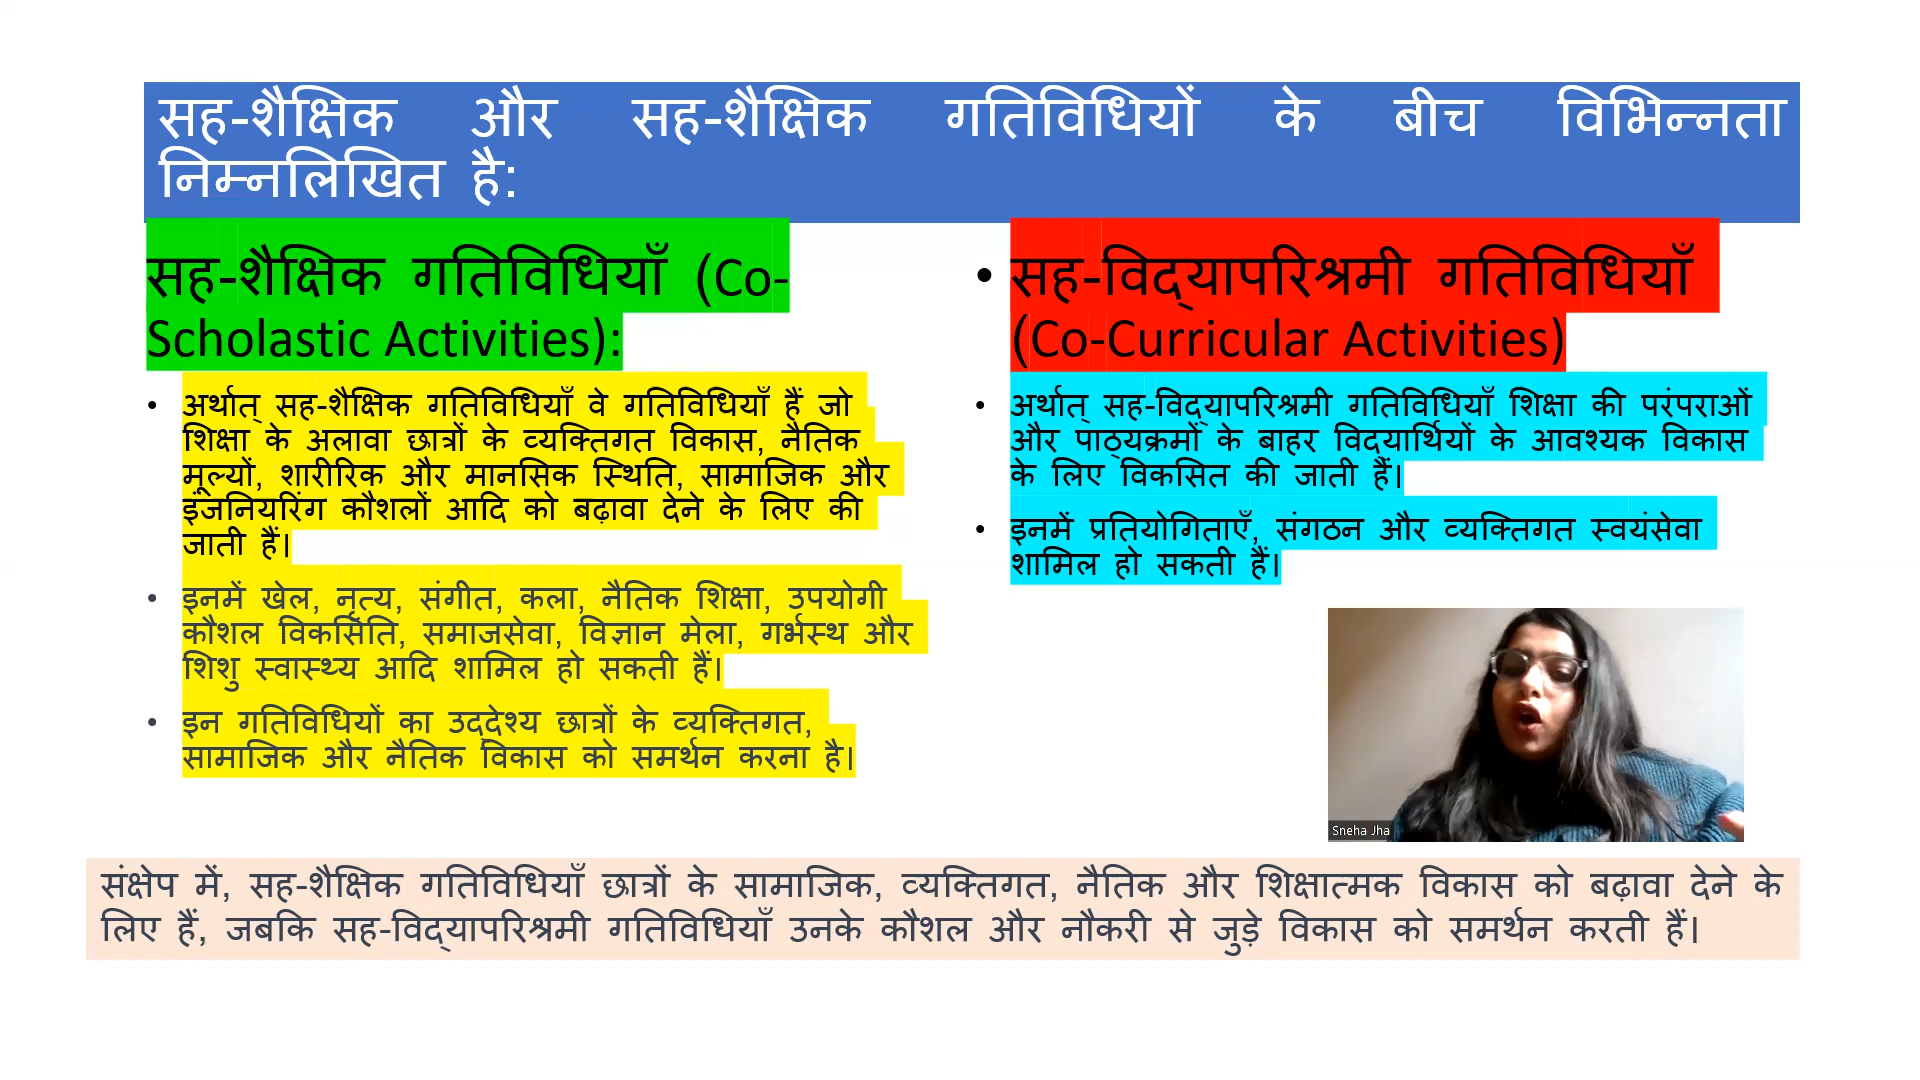 सह-शैक्षिक और सह-शैक्षिक गतिविधियों के बीच विभिन्नता
निम्नलिखित है:
सह-शैक्षिक गतिविधियाँ (Co-
Scholastic Activities):
• अर्थात् सह-शैक्षिक गतिविधियाँ वे गतिविधियाँ हैं जो
शिक्षा के अलावा छात्रों के व्यक्तिगत विकास, नैतिक
मूल्यों, शारीरिक और मानसिक स्थिति, सामाजिक और
इंजनियरिंग कौशलों आदि को बढ़ावा देने के लिए की
जाती हैं।
• इनमें खेल, नृत्य, संगीत, कला, नैतिक शिक्षा, उपयोगी
कौशल विकसिति, समाजसेवा, विज्ञान मेला, गर्भस्थ और
शिशु स्वास्थ्य आदि शामिल हो सकती हैं।
• इन गतिविधियों का उद्देश्य छात्रों के व्यक्तिगत,
सामाजिक और नैतिक विकास को समर्थन करना है।
• सह-विद्यापरिश्रमी गतिविधियाँ
(Co-Curricular Activities)
• अर्थात् सह-विद्यापरिश्रमी गतिविधियाँ शिक्षा की परंपराओं
और पाठ्यक्रमों के बाहर विद्यार्थियों के आवश्यक विकास
के लिए विकसित की जाती हैं।
• इनमें प्रतियोगिताएँ, संगठन और व्यक्तिगत स्वयंसेवा
शामिल हो सकती हैं।
Sneha Jha
संक्षेप में, सह-शैक्षिक गतिविधियाँ छात्रों के सामाजिक, व्यक्तिगत, नैतिक और शिक्षात्मक विकास को बढ़ावा देने के
लिए हैं, जबकि सह-विद्यापरिश्रमी गतिविधियाँ उनके कौशल और नौकरी से जुड़े विकास को समर्थन करती हैं।